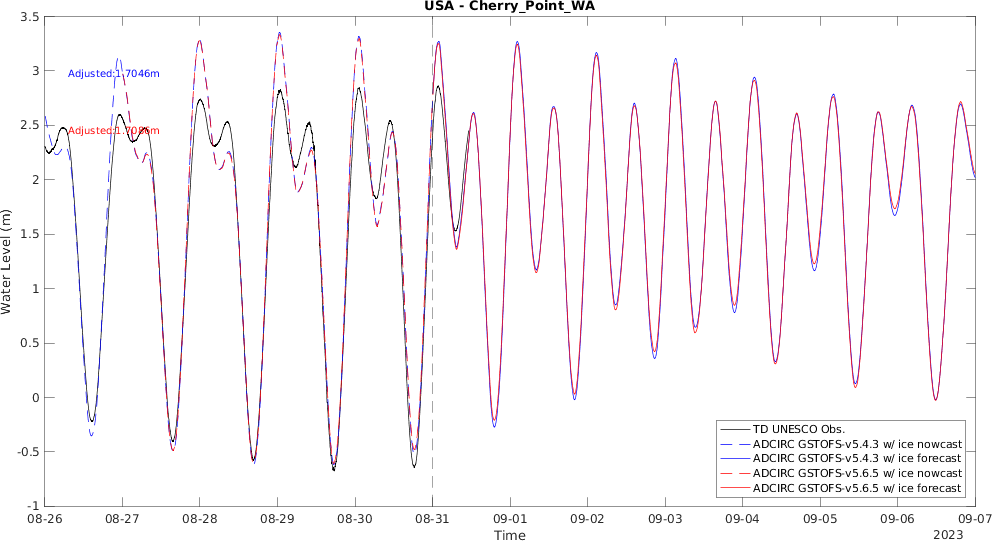 USA - Cherry_Point_WA
3.5
3
2.5
2
1.5
1
0.5
0
-0.5
-1
Water Level (m)
Adjusted:1.7046m
Adjusted:1.7086m
TD UNESCO Obs.
ADCIRC GSTOFS-v5.4.3 w/ ice nowcast
ADCIRC GSTOFS-v5.4.3 w/ ice forecast
ADCIRC GSTOFS-v5.6.5 w/ ice nowcast
ADCIRC GSTOFS-v5.6.5 w/ ice forecast
08-26 08-27 08-28 08-29 08-30 08-31 09-01 09-02 09-03 09-04 09-05 09-06 09-07
Time
2023